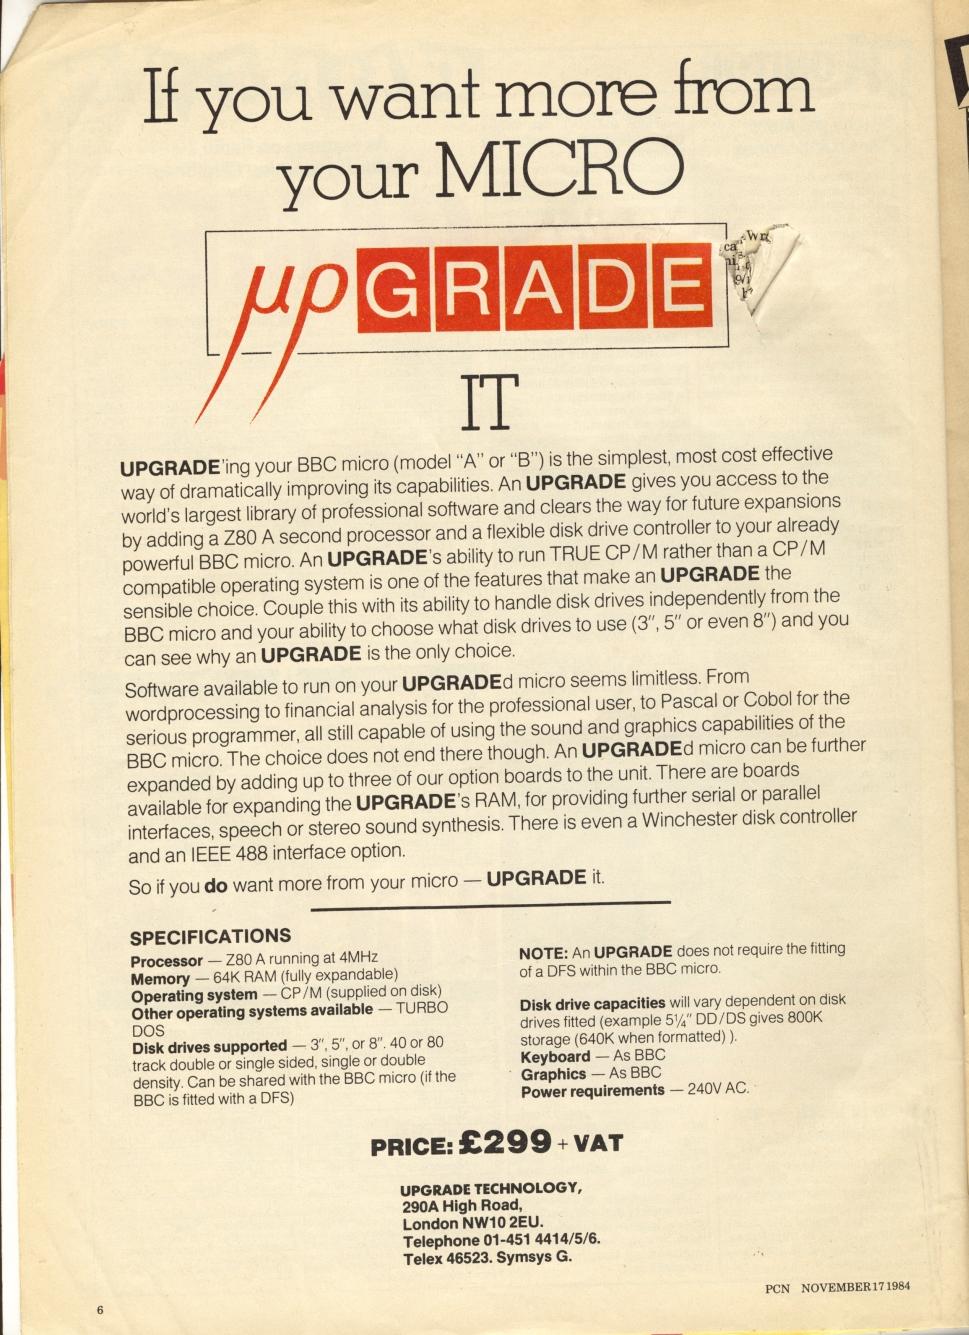 If you want more from
your MICRO
µpGRADE
IT
UPGRADE'ing your BBC micro (model "A" or "B") is the simplest, most cost effective
way of dramatically improving its capabilities. An UPGRADE gives you access to the
world's largest library of professional software and clears the way for future expansions
by adding a Z80 A second processor and a flexible disk drive controller to your already
powerful BBC micro. An UPGRADE's ability to run TRUE CP/M rather than a CP/M
compatible operating system is one of the features that make an UPGRADE the
sensible choice. Couple this with its ability to handle disk drives independently from the
BBC micro and your ability to choose what disk drives to use (3", 5" or even 8") and you
can see why an UPGRADE is the only choice.
Software available to run on your UPGRADEd micro seems limitless. From
wordprocessing to financial analysis for the professional user, to Pascal or Cobol for the
serious programmer, all still capable of using the sound and graphics capabilities of the
BBC micro. The choice does not end there though. An UPGRADEd micro can be further
expanded by adding up to three of our option boards to the unit. There are boards
available for expanding the UPGRADE's RAM, for providing further serial or parallel
interfaces, speech or stereo sound synthesis. There is even a Winchester disk controller
and an IEEE 488 interface option.
So if you do want more from your micro — UPGRADE it.
SPECIFICATIONS
Processor — Z80 A running at 4MHz
Memory — 64K RAM (fully expandable)
Operating system — CP/M (supplied on disk)
Other operating systems available — TURBO
DOS
Disk drives supported — 3", 5", or 8". 40 or 80
track double or single sided, single or double
density. Can be shared with the BBC micro (if the
BBC is fitted with a DFS)
NOTE: An UPGRADE does not require the fitting
of a DFS within the BBC micro.
Disk drive capacities will vary dependent on disk
drives fitted (example 5¼" DD/DS gives 800K
storage (640K when formatted) ).
Keyboard — As BBC
Graphics — As BBC
Power requirements — 240V AC.
PRICE: £299 + VAT
UPGRADE TECHNOLOGY,
290A High Road,
London NW10 2EU.
Telephone 01-451 4414/5/6.
Telex 46523. Symsys G.
PCN NOVEMBER 17 1984
6